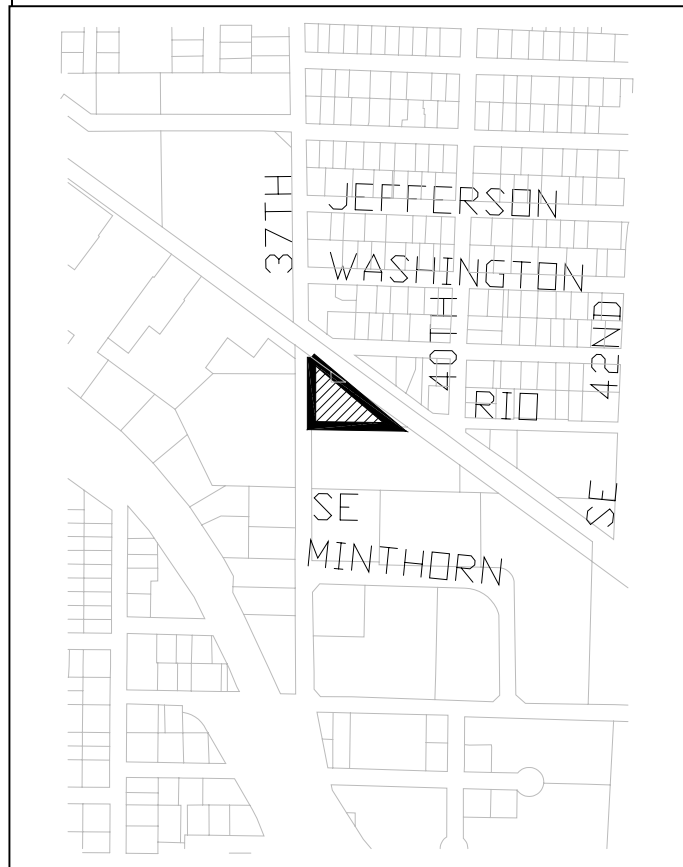 37TH
JEFFERSON
WASHINGTON
40TH
42ND
RIO
SE
SE
MINTHORN